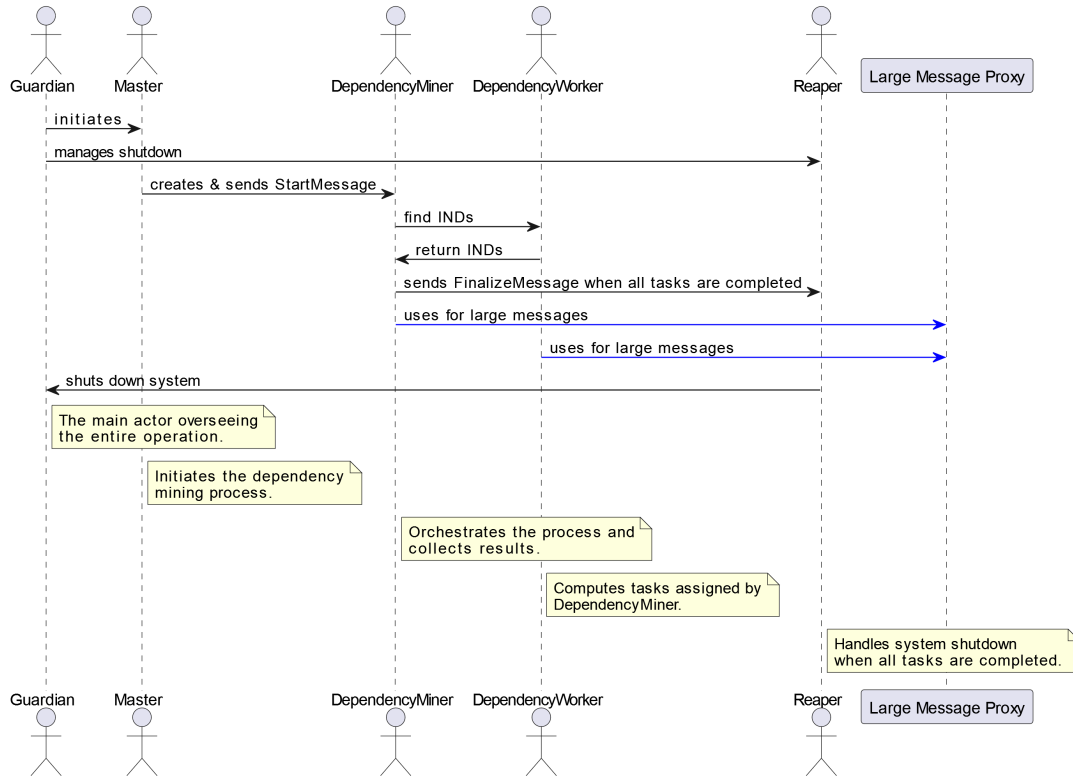 Guardian
Master
DependencyMiner
DependencyWorker
Reaper
Large Message Proxy
initiates
manages shutdown
creates & sends StartMessage
find INDs
return INDs
sends FinalizeMessage when all tasks are completed
uses for large messages
uses for large messages
shuts down system
The main actor overseeing
the entire operation.
Initiates the dependency
mining process.
Orchestrates the process and
collects results.
Computes tasks assigned by
DependencyMiner.
Handles system shutdown
when all tasks are completed.
Guardian
Master
DependencyMiner
DependencyWorker
Reaper
Large Message Proxy